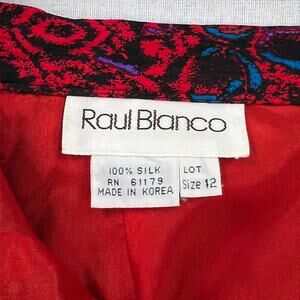 Raul Blanco
100% SILK
RN 61179
MADE IN KOREA
LOT
Size 12